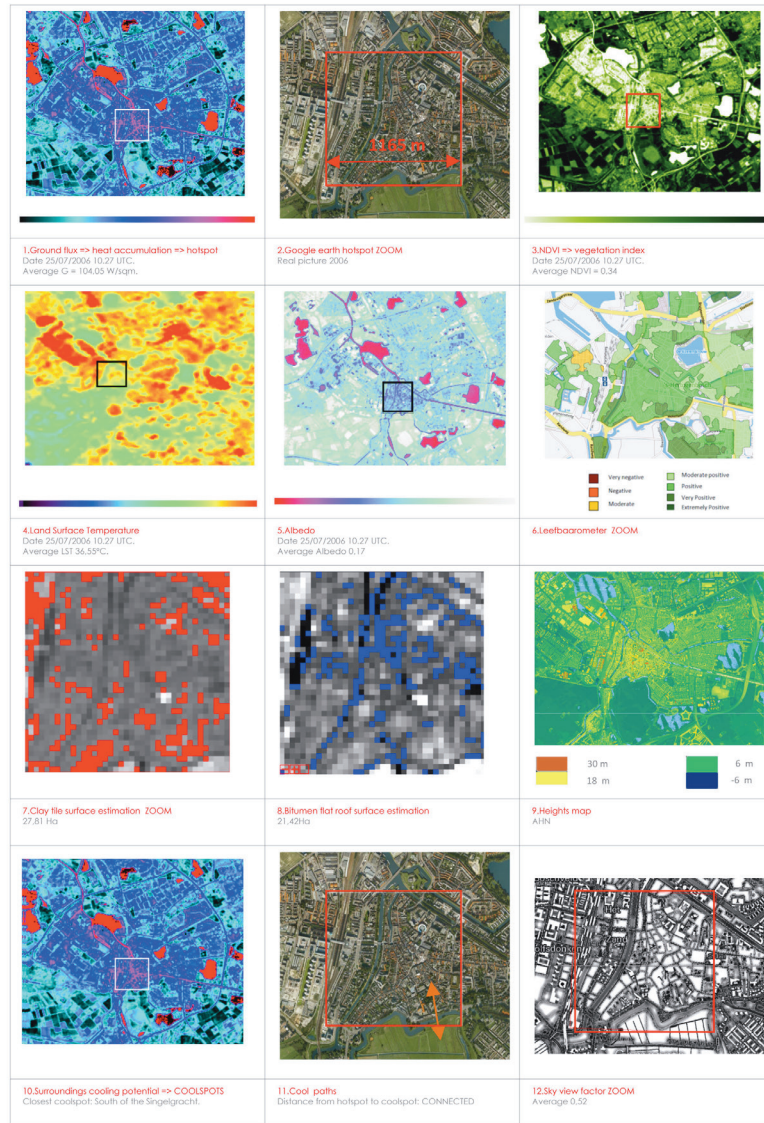 1165 m
1.Ground flux => heat accumulation => hotspot
Date 25/07/2006 10.27 UTC.
Average G = 104,05 W/sqm.
2.Google earth hotspot ZOOM
Real picture 2006
3.NDVI => vegetation index
Date 25/07/2006 10.27 UTC.
Average NDVI = 0,34
Very negative
Negative
Moderate
Moderate positive
Positive
Very Positive
Extremely Positive
4.Land Surface Temperature
Date 25/07/2006 10.27 UTC.
Average LST 36.55ºC.
5.Albedo
Date 25/07/2006 10.27 UTC.
Average Albedo 0.17
6.Leefbaarometer ZOOM
30 m
18 m
6 m
-6 m
7.Clay tile surface estimation ZOOM
27,81 Ha
8.Bitumen flat roof surface estimation
21,42Ha
9.Heights map
AHN
Het
Zand
10.Surroundings cooling potential => COOLSPOTS
Closest coolspot: South of the Singelgracht.
11.Cool paths
Distance from hotspot to coolspot: CONNECTED
12.Sky view factor ZOOM
Average 0.52